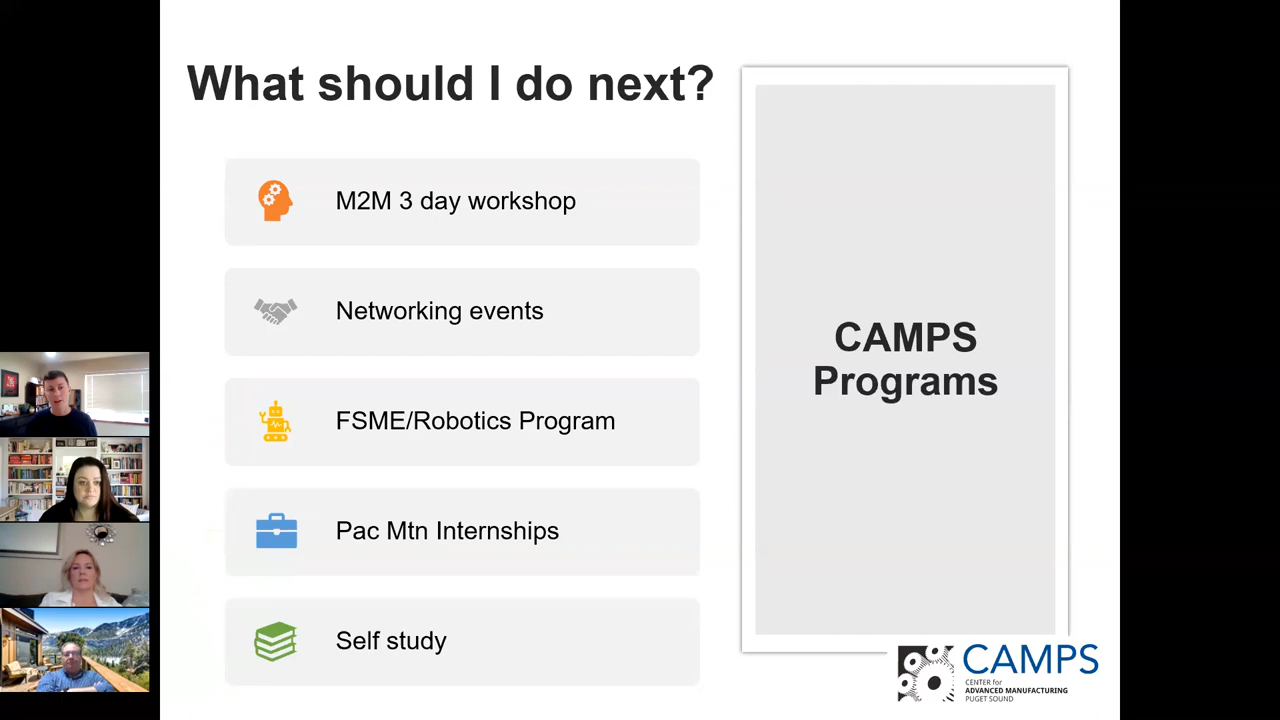 What should I do next?
M2M 3 day workshop
Networking events
FSME/Robotics Program
Pac Mtn Internships
Self study
CAMPS
Programs
CAMPS
CENTER for
ADVANCED MANUFACTURING
PUGET SOUND